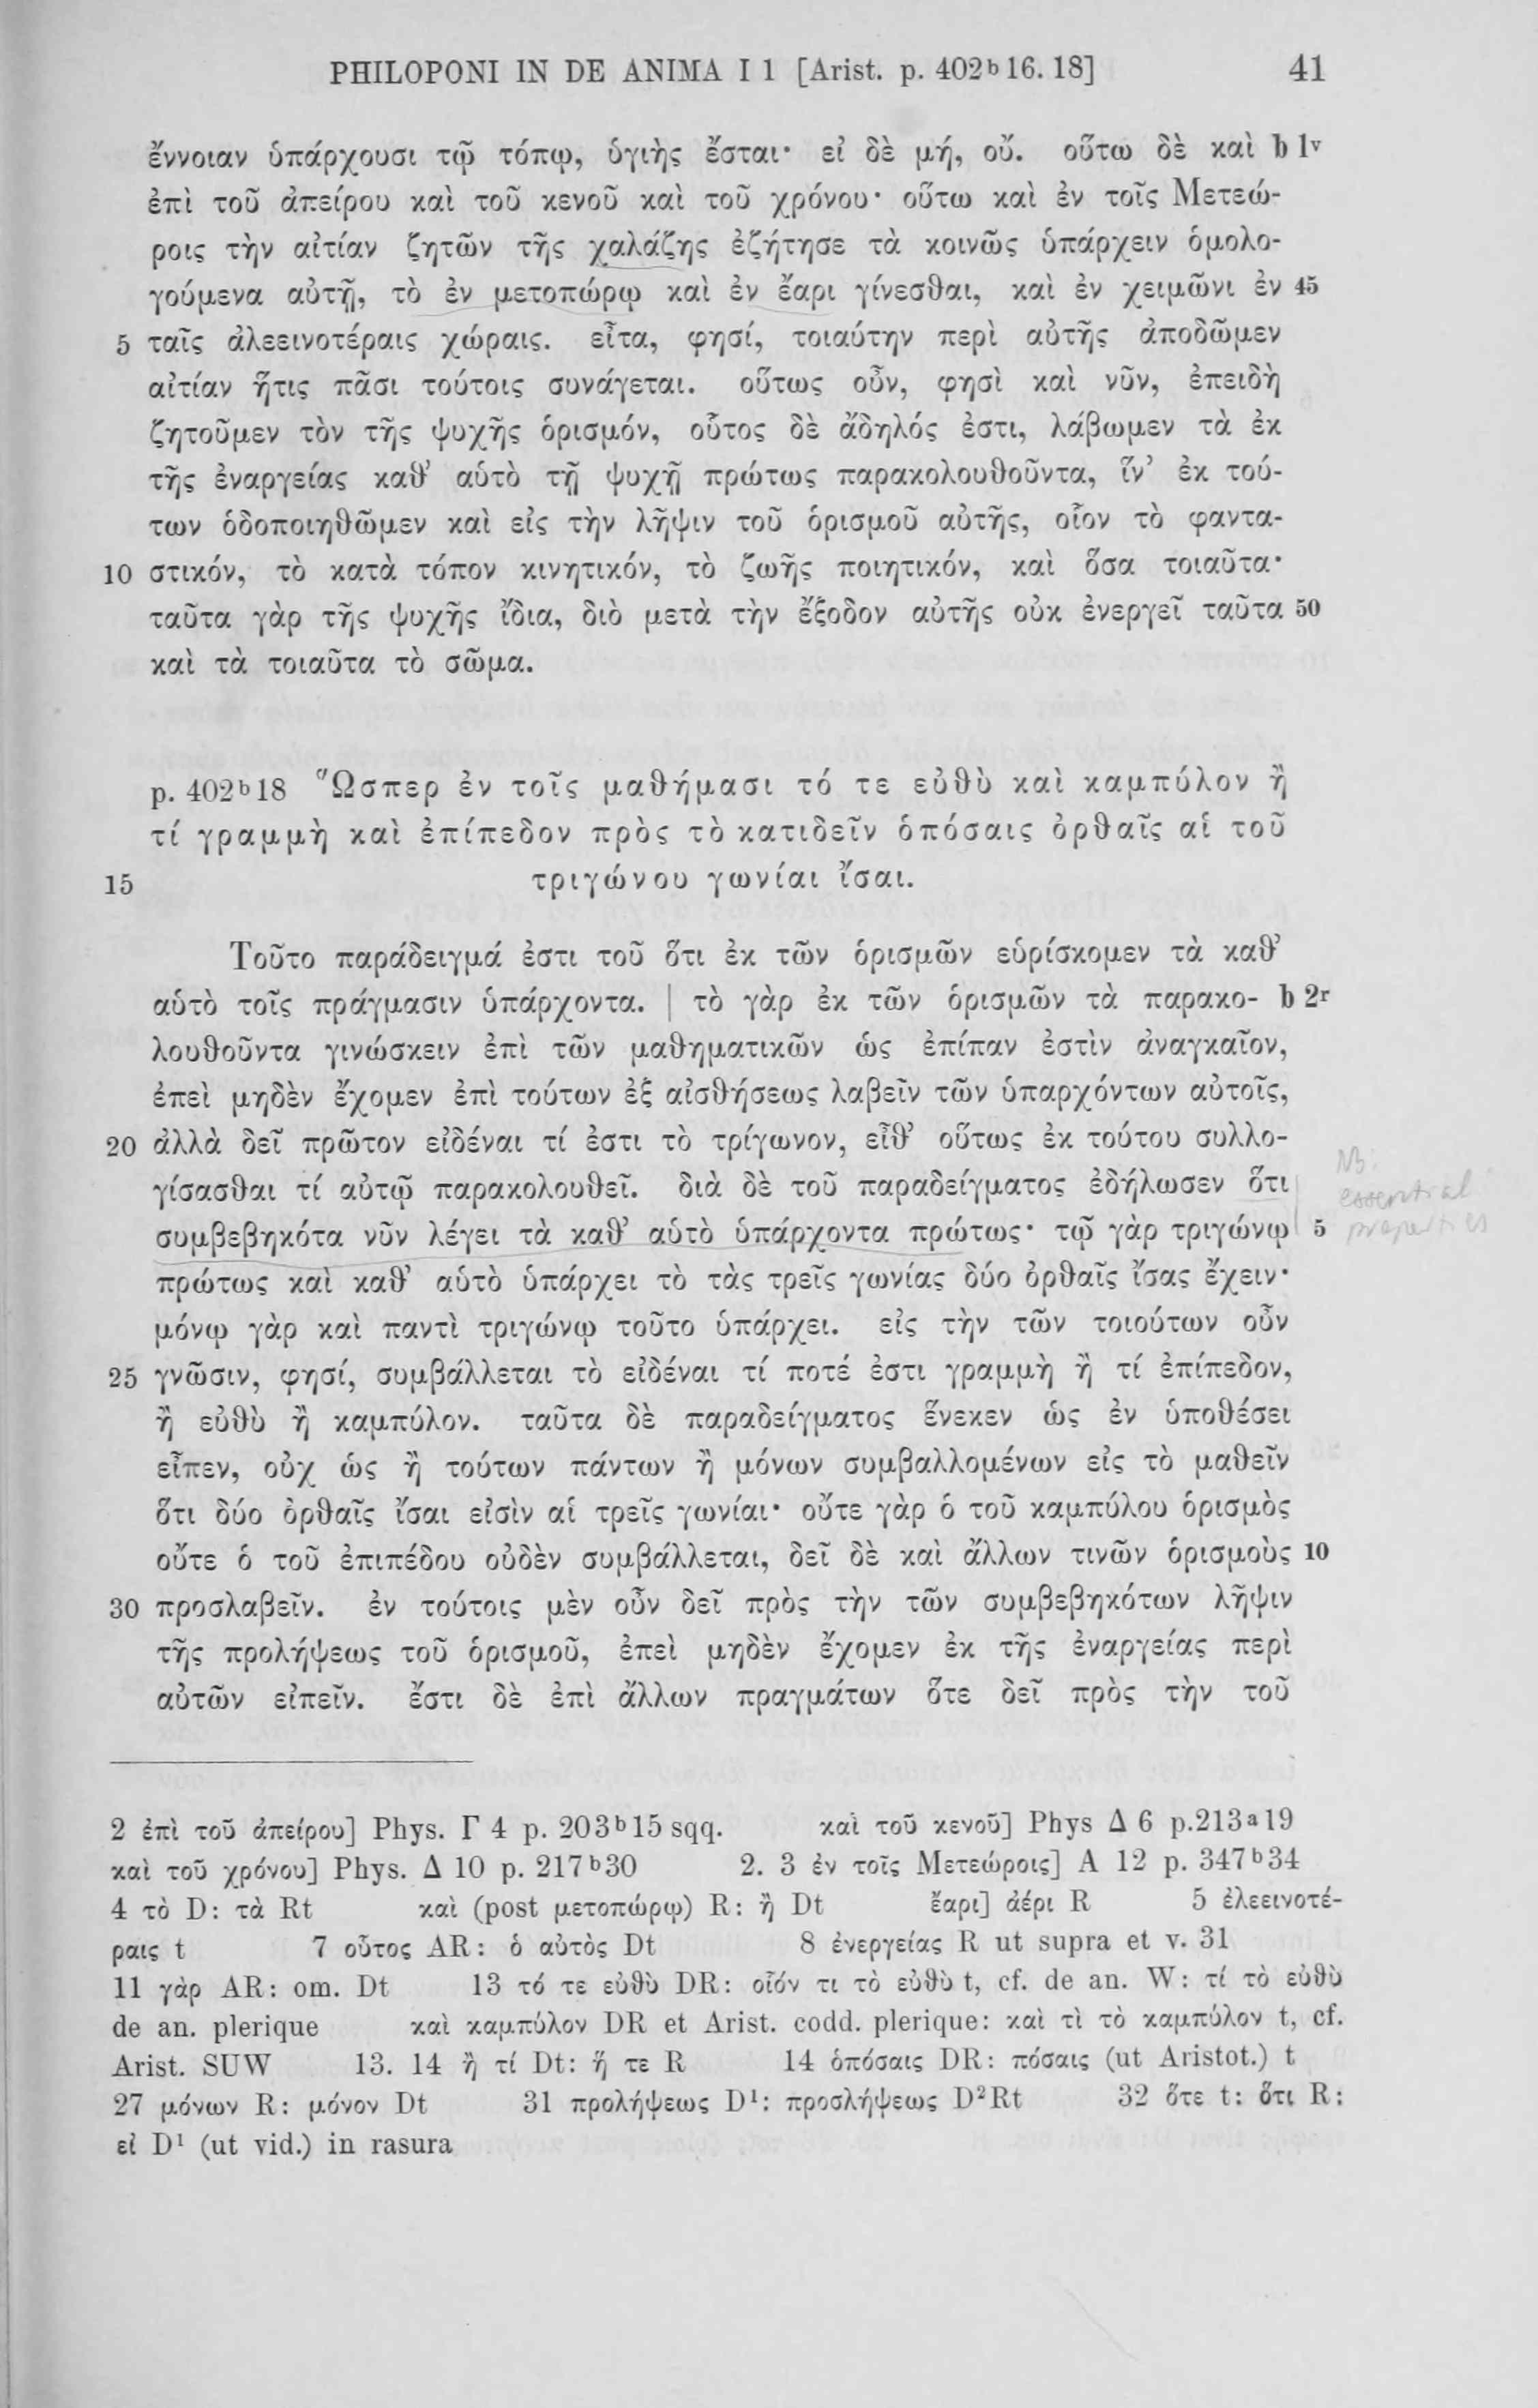 PHILOPONI IN DE ANIMA I 1 [Arist. p. 402ᵇ16. 18] 41
ἔννοιαν ὑπάρχουσι τῷ τόπῳ, ὑγιὴς ἔσται· εἰ δὲ μή, οὔ. οὕτω δὲ καὶ b 1ᵛ
ἐπὶ τοῦ ἀπείρου καὶ τοῦ κενοῦ καὶ τοῦ χρόνου· οὕτω καὶ ἐν τοῖς Μετεώ-
ροις τὴν αἰτίαν ζητῶν τῆς χαλάζης ἐζήτησε τὰ κοινῶς ὑπάρχειν ὁμολο-
γούμενα αὐτῇ, τὸ ἐν μετοπώρῳ καὶ ἐν ἔαρι γίνεσθαι, καὶ ἐν χειμῶνι ἐν 45
5 ταῖς ἀλεεινοτέραις χώραις. εἶτα, φησί, τοιαύτην περὶ αὐτῆς ἀποδῶμεν
αἰτίαν ἥτις πᾶσι τούτοις συνάγεται. οὕτως οὖν, φησὶ καὶ νῦν, ἐπειδὴ
ζητοῦμεν τὸν τῆς ψυχῆς ὁρισμόν, οὗτος δὲ ἄδηλός ἐστι, λάβωμεν τὰ ἐκ
τῆς ἐναργείας καθ’ αὑτὸ τῇ ψυχῇ πρώτως παρακολουθοῦντα, ἵν’ ἐκ τού-
των ὁδοποιηθῶμεν καὶ εἰς τὴν λῆψιν τοῦ ὁρισμοῦ αὐτῆς, οἷον τὸ φαντα-
10 στικόν, τὸ κατὰ τόπον κινητικόν, τὸ ζωῆς ποιητικόν, καὶ ὅσα τοιαῦτα·
ταῦτα γὰρ τῆς ψυχῆς ἴδια, διὸ μετὰ τὴν ἔξοδον αὐτῆς οὐκ ἐνεργεῖ ταῦτα 50
καὶ τὰ τοιαῦτα τὸ σῶμα.
p. 402ᵇ18 Ὥσπερ ἐν τοῖς μαθήμασι τό τε εὐθὺ καὶ καμπύλον ἢ
τί γραμμὴ καὶ ἐπίπεδον πρὸς τὸ κατιδεῖν ὁπόσαις ὀρθαῖς αἱ τοῦ
15 τριγώνου γωνίαι ἴσαι.
Τοῦτο παράδειγμά ἐστι τοῦ ὅτι ἐκ τῶν ὁρισμῶν εὑρίσκομεν τὰ καθ’
αὑτὸ τοῖς πράγμασιν ὑπάρχοντα. | τὸ γὰρ ἐκ τῶν ὁρισμῶν τὰ παρακο- b 2ʳ
λουθοῦντα γινώσκειν ἐπὶ τῶν μαθηματικῶν ὡς ἐπίπαν ἐστὶν ἀναγκαῖον,
ἐπεὶ μηδὲν ἔχομεν ἐπὶ τούτων ἐξ αἰσθήσεως λαβεῖν τῶν ὑπαρχόντων αὐτοῖς,
20 ἀλλὰ δεῖ πρῶτον εἰδέναι τί ἐστι τὸ τρίγωνον, εἶθ’ οὕτως ἐκ τούτου συλλο-
γίσασθαι τί αὐτῷ παρακολουθεῖ. διὰ δὲ τοῦ παραδείγματος ἐδήλωσεν ὅτι
συμβεβηκότα νῦν λέγει τὰ καθ’ αὑτὸ ὑπάρχοντα πρώτως· τῷ γὰρ τριγώνῳ 5
NB:
essential
properties
πρώτως καὶ καθ’ αὑτὸ ὑπάρχει τὸ τὰς τρεῖς γωνίας δύο ὀρθαῖς ἴσας ἔχειν·
μόνῳ γὰρ καὶ παντὶ τριγώνῳ τοῦτο ὑπάρχει. εἰς τὴν τῶν τοιούτων οὖν
25 γνῶσιν, φησί, συμβάλλεται τὸ εἰδέναι τί ποτέ ἐστι γραμμὴ ἢ τί ἐπίπεδον,
ἢ εὐθὺ ἢ καμπύλον. ταῦτα δὲ παραδείγματος ἕνεκεν ὡς ἐν ὑποθέσει
εἶπεν, οὐχ ὡς ἢ τούτων πάντων ἢ μόνων συμβαλλομένων εἰς τὸ μαθεῖν
ὅτι δύο ὀρθαῖς ἴσαι εἰσὶν αἱ τρεῖς γωνίαι· οὔτε γὰρ ὁ τοῦ καμπύλου ὁρισμὸς
οὔτε ὁ τοῦ ἐπιπέδου οὐδὲν συμβάλλεται, δεῖ δὲ καὶ ἄλλων τινῶν ὁρισμοὺς 10
30 προσλαβεῖν. ἐν τούτοις μὲν οὖν δεῖ πρὸς τὴν τῶν συμβεβηκότων λῆψιν
τῆς προλήψεως τοῦ ὁρισμοῦ, ἐπεὶ μηδὲν ἔχομεν ἐκ τῆς ἐναργείας περὶ
αὐτῶν εἰπεῖν. ἔστι δὲ ἐπὶ ἄλλων πραγμάτων ὅτε δεῖ πρὸς τὴν τοῦ
2 ἐπὶ τοῦ ἀπείρου] Phys. Γ 4 p. 203ᵇ15 sqq. καὶ τοῦ κενοῦ] Phys Δ 6 p.213ᵃ19
καὶ τοῦ χρόνου] Phys. Δ 10 p. 217ᵇ30 2. 3 ἐν τοῖς Μετεώροις] A 12 p. 347ᵇ34
4 τὸ D: τὰ Rt καὶ (post μετοπώρῳ) R: ἢ Dt ἔαρι] ἀέρι R 5 ἐλεεινοτέ-
ραις t 7 οὗτος AR: ὁ αὐτὸς Dt 8 ἐνεργείας R ut supra et v. 31
11 γὰρ AR: om. Dt 13 τό τε εὐθὺ DR: οἷόν τι τὸ εὐθὺ t, cf. de an. W: τί τὸ εὐθὺ
de an. plerique καὶ καμπύλον DR et Arist. codd. plerique: καὶ τὶ τὸ καμπύλον t, cf.
Arist. SUW 13. 14 ἢ τί Dt: ἥ τε R 14 ὁπόσαις DR: πόσαις (ut Aristot.) t
27 μόνων R: μόνον Dt 31 προλήψεως D¹: προσλήψεως D²Rt 32 ὅτε t: ὅτι R:
εἰ D¹ (ut vid.) in rasura